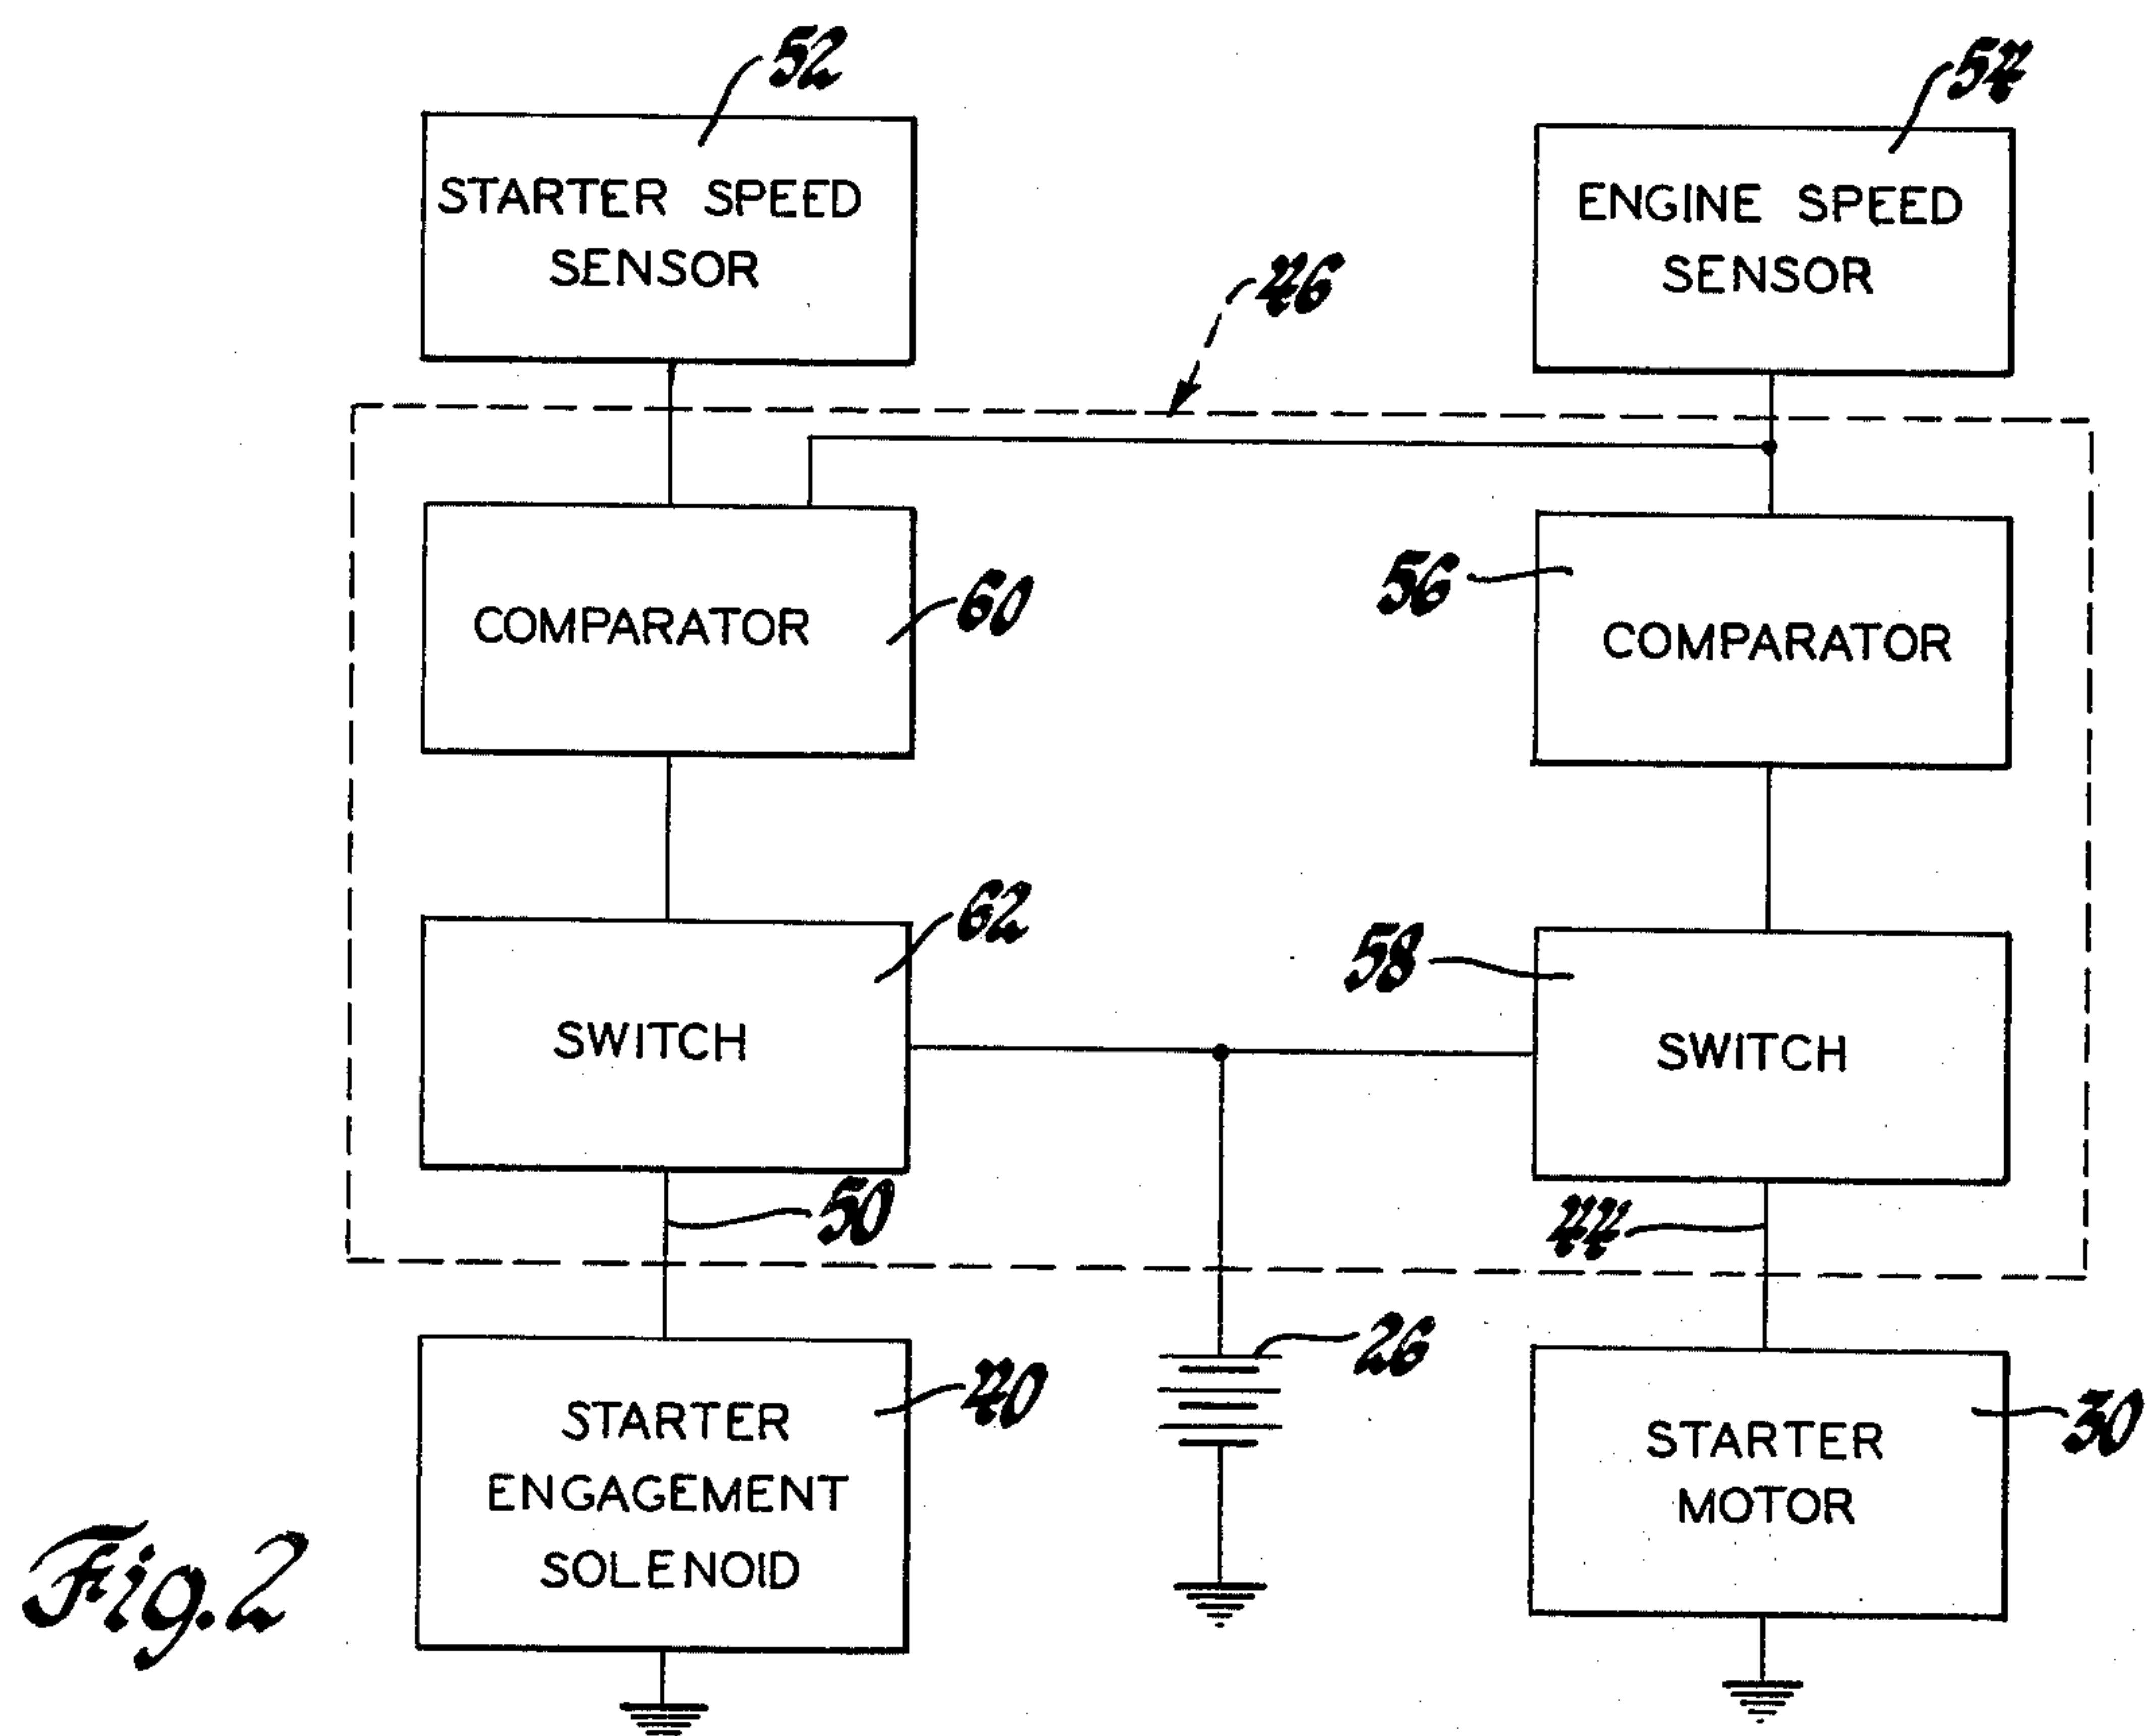 52
54
STARTER SPEED
SENSOR
ENGINE SPEED
SENSOR
46
COMPARATOR
60
56
COMPARATOR
62
58
SWITCH
SWITCH
50
44
26
40
30
STARTER
ENGAGEMENT
SOLENOID
STARTER
MOTOR
Fig. 2